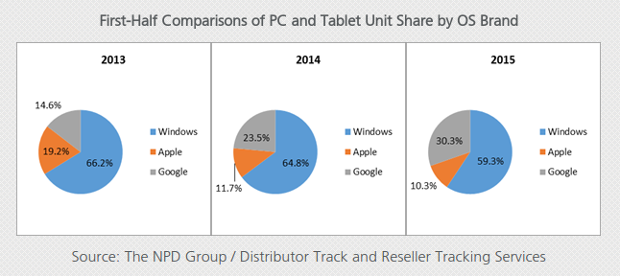 First-Half Comparisons of PC and Tablet Unit Share by OS Brand
2013
14.6%
19.2%
66.2%
Windows
Apple
Google
2014
23.5%
11.7%
64.8%
Windows
Apple
Google
2015
30.3%
10.3%
59.3%
Windows
Apple
Google
Source: The NPD Group / Distributor Track and Reseller Tracking Services